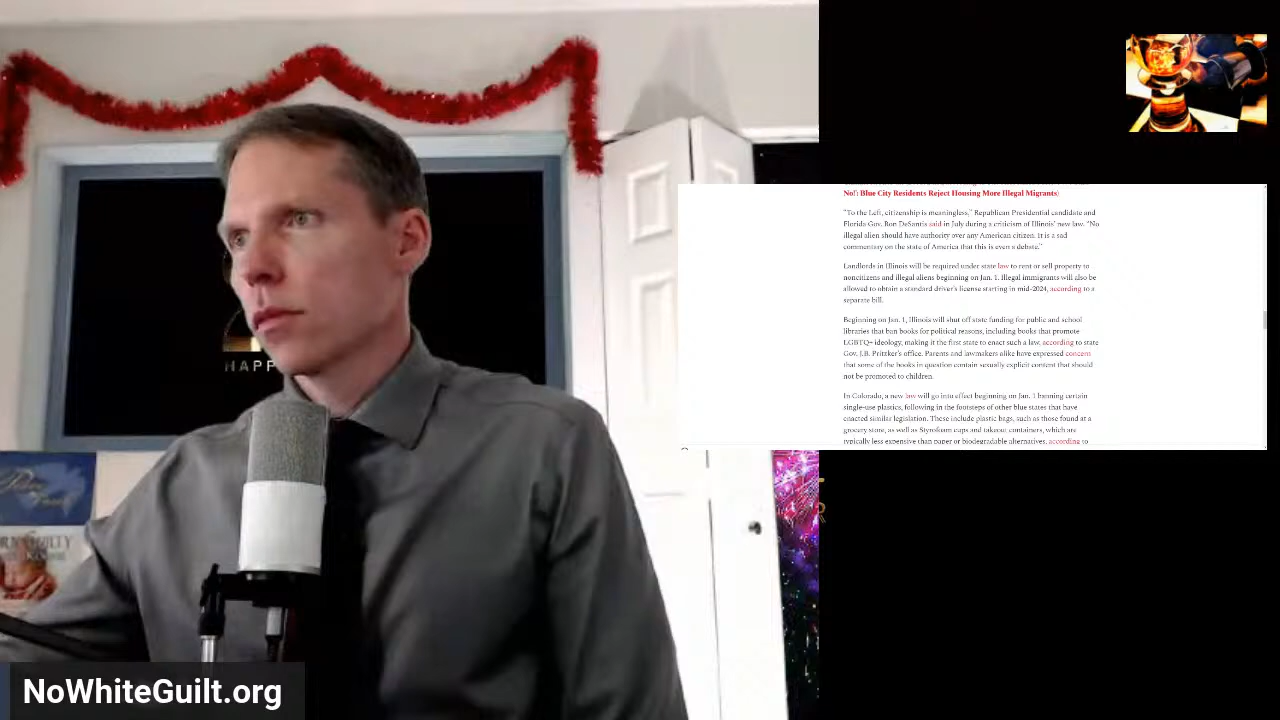 No!): Blue City Residents Reject Housing More Illegal Migrants)
"To the Left, citizenship is meaningless," Republican Presidential candidate and
Florida Gov. Ron DeSantis said in July during a criticism of Illinois' new law. "No
illegal alien should have authority over any American citizen. It is a sad
commentary on the state of America that this is even a debate."
Landlords in Illinois will be required under state law to rent or sell property to
noncitizens and illegal aliens beginning on Jan. 1. Illegal immigrants will also be
allowed to obtain a standard driver's license starting in mid-2024, according to a
separate bill.
Beginning on Jan. 1, Illinois will shut off state funding for public and school
libraries that ban books for political reasons, including books that promote
LGBTQ+ ideology, making it the first state to enact such a law, according to state
Gov. J.B. Pritzker's office. Parents and lawmakers alike have expressed concern
that some of the books in question contain sexually explicit content that should
not be promoted to children.
In Colorado, a new law will go into effect beginning on Jan. 1 banning certain
single-use plastics, following in the footsteps of other blue states that have
enacted similar legislation. These include plastic bags, such as those found at a
grocery store, as well as Styrofoam cups and takeout containers, which are
typically less expensive than paper or biodegradable alternatives, according to
HAPP
NoWhiteGuilt.org